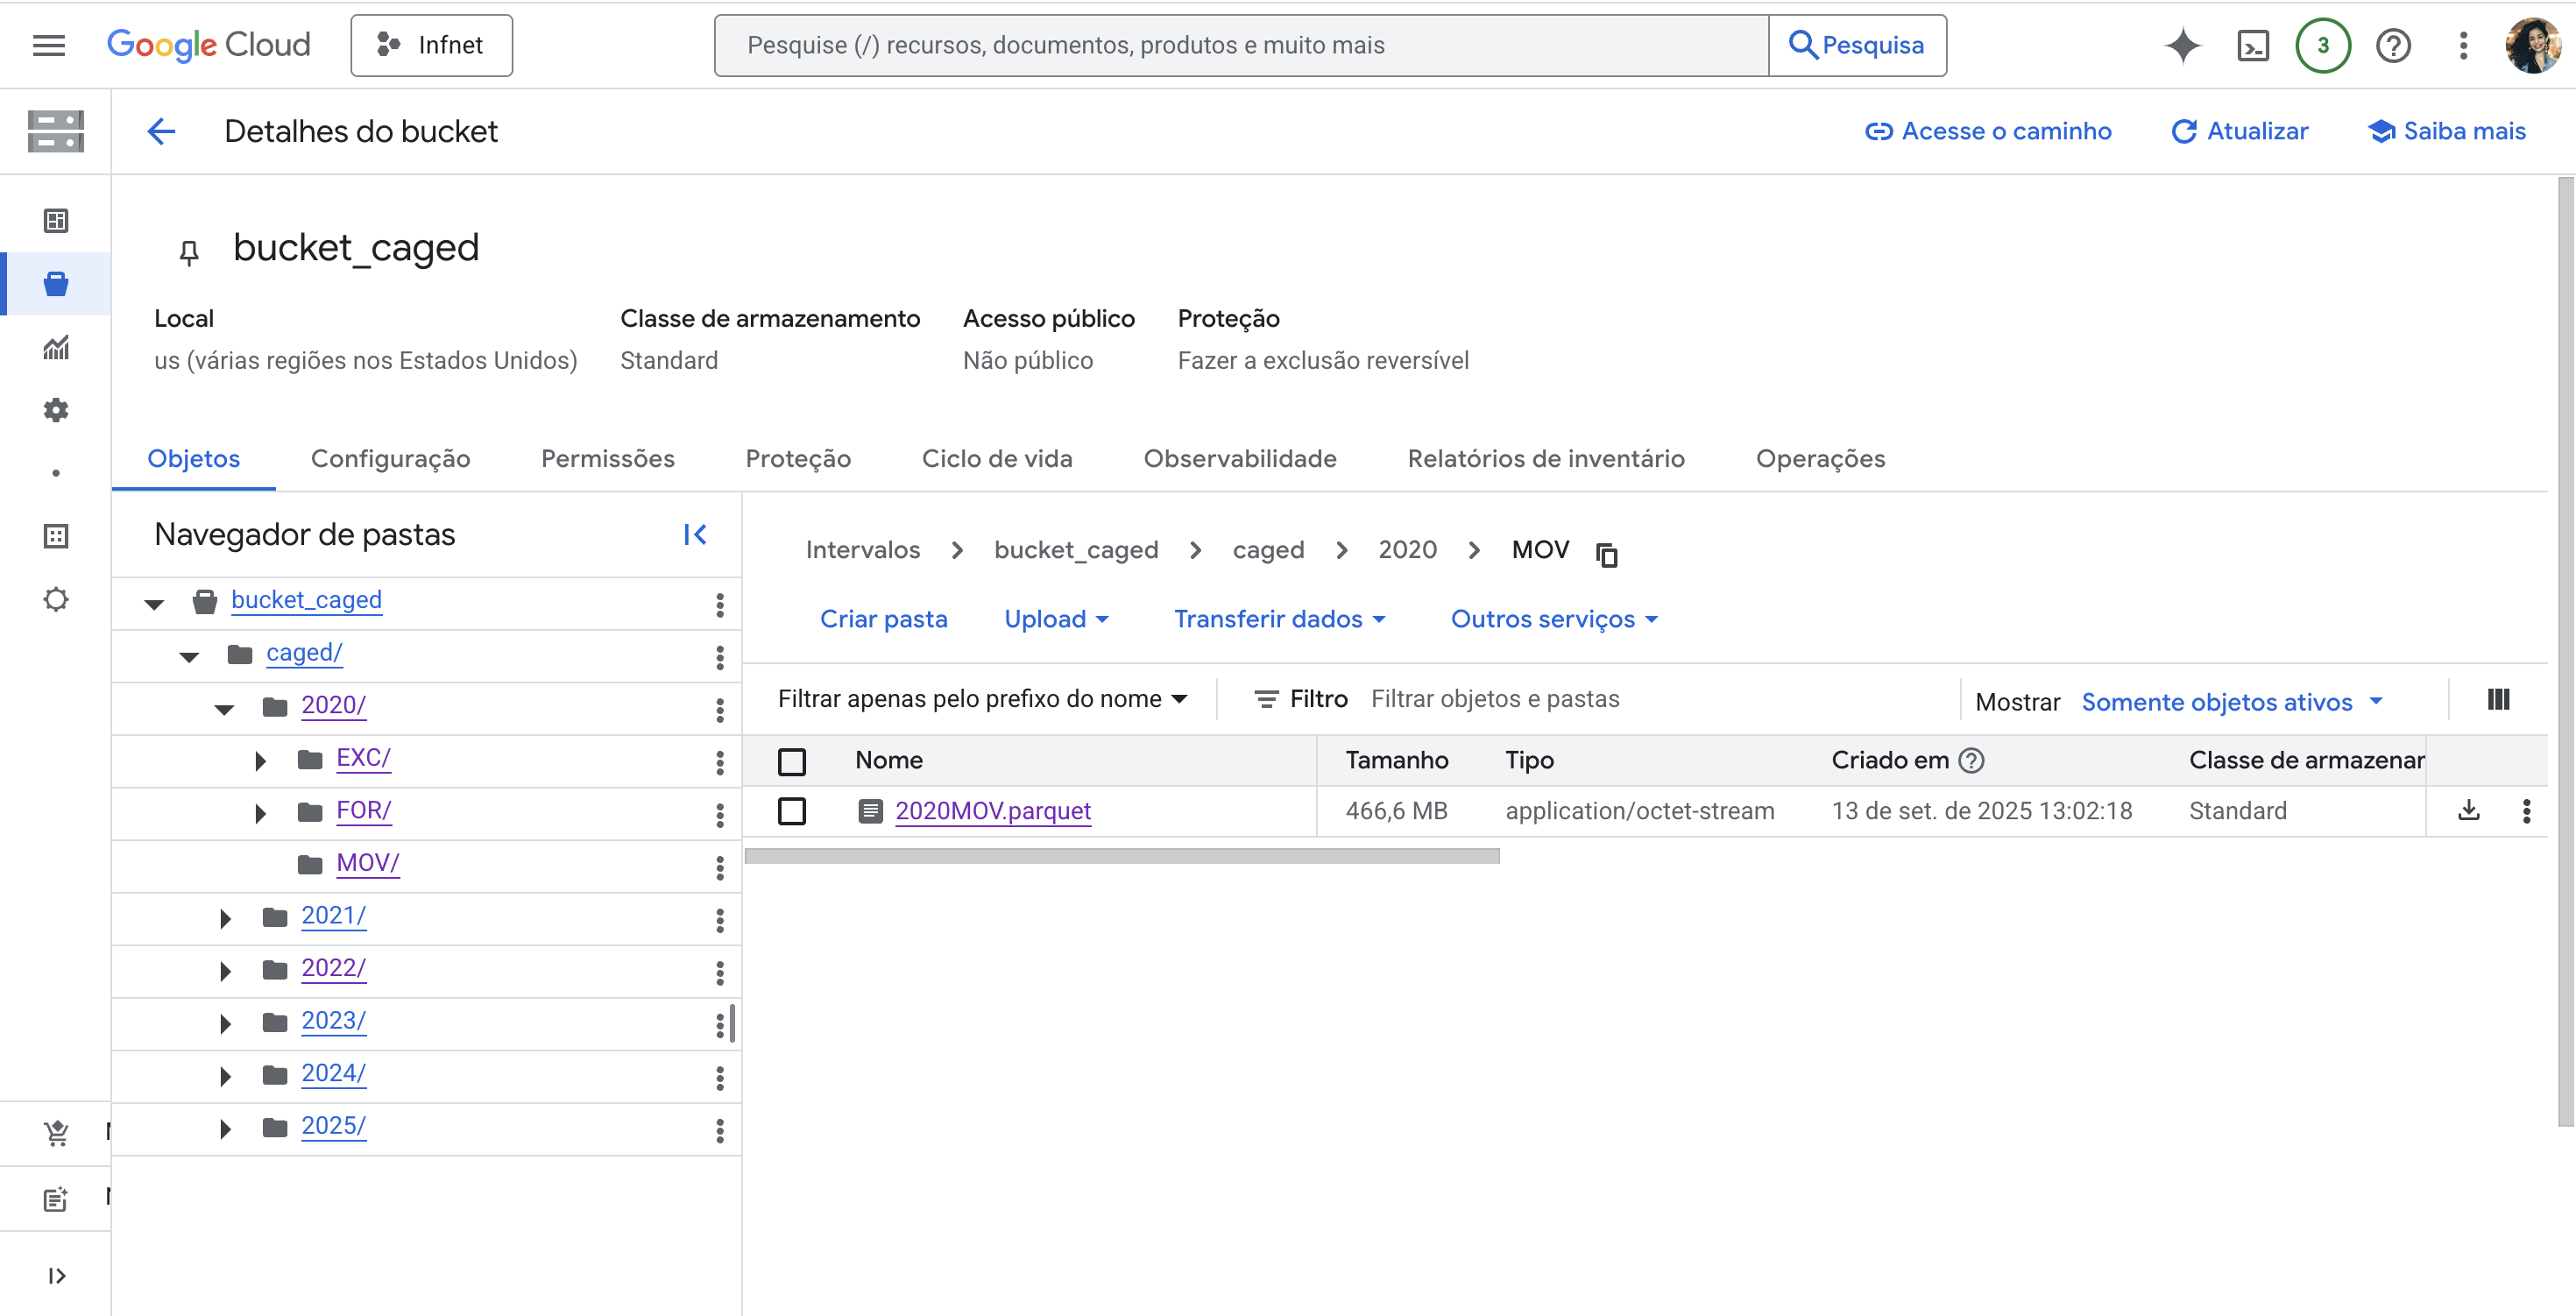 Google Cloud
Infnet
Pesquise (/) recursos, documentos, produtos e muito mais
Pesquisa
3
Detalhes do bucket
Acesse o caminho
Atualizar
Saiba mais
bucket_caged
Local
us (várias regiões nos Estados Unidos)
Classe de armazenamento
Standard
Acesso público
Não público
Proteção
Fazer a exclusão reversível
Objetos
Configuração
Permissões
Proteção
Ciclo de vida
Observabilidade
Relatórios de inventário
Operações
Navegador de pastas
bucket_caged
caged/
2020/
EXC/
FOR/
MOV/
2021/
2022/
2023/
2024/
2025/
Intervalos > bucket_caged > caged > 2020 > MOV
Criar pasta
Upload
Transferir dados
Outros serviços
Filtrar apenas pelo prefixo do nome
Filtro
Filtrar objetos e pastas
Mostrar
Somente objetos ativos
Nome Tamanho Tipo Criado em Classe de armazenar
2020MOV.parquet 466,6 MB application/octet-stream 13 de set. de 2025 13:02:18 Standard